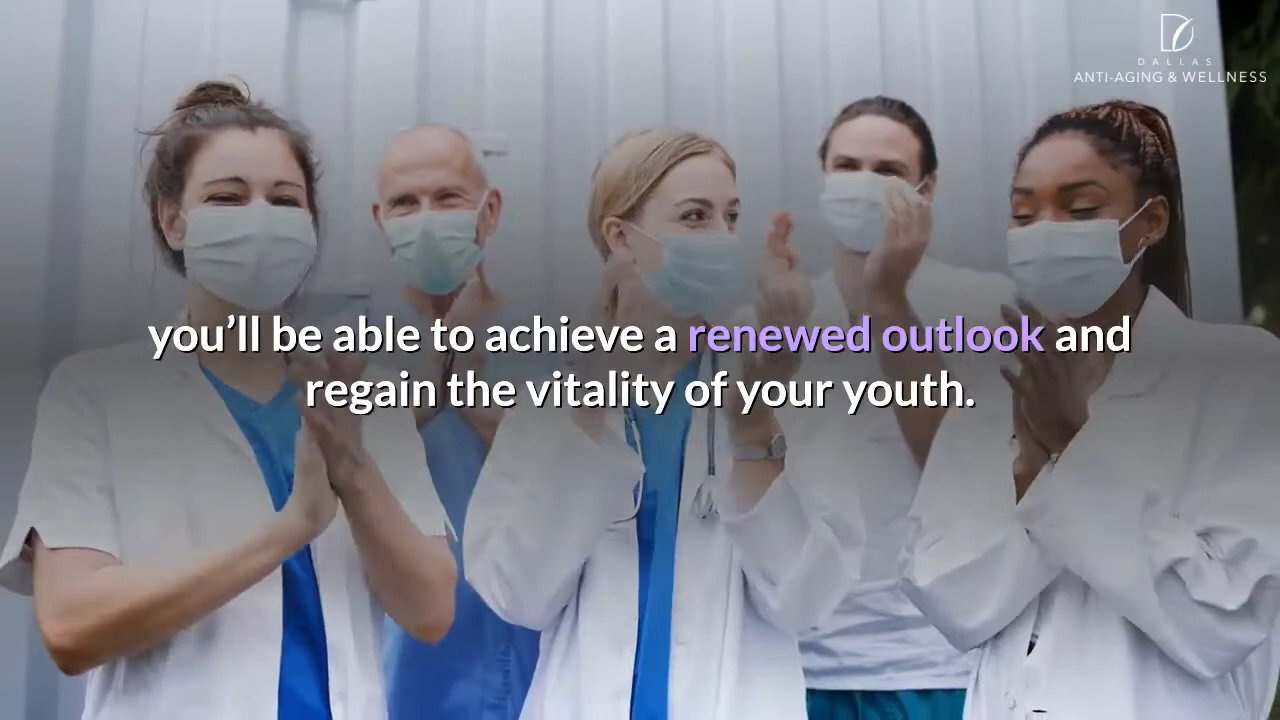 DALLAS
ANTI-AGING & WELLNESS
you’ll be able to achieve a renewed outlook and
regain the vitality of your youth.